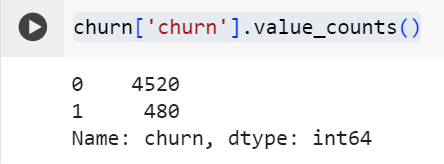 churn['churn'].value_counts()
0    4520
1     480
Name: churn, dtype: int64